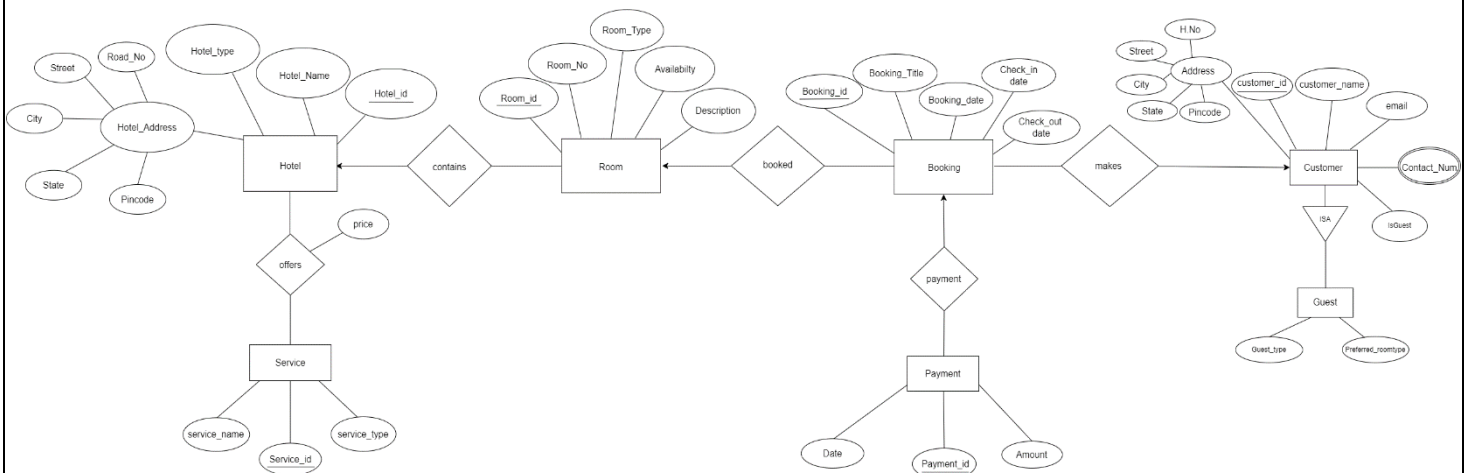 Street
Road_No
City
Hotel_Address
State
Pincode
Hotel_type
Hotel_Name
Hotel_id
Hotel
contains
Room_id
Room_No
Room_Type
Availabilty
Description
Room
booked
Booking_id
Booking_Title
Booking_date
Check_in
date
Check_out
date
Booking
makes
H.No
Street
Address
City
State
Pincode
customer_id
customer_name
email
Customer
Contact_Num
IsGuest
ISA
Guest
Guest_type
Preferred_roomtype
price
offers
Service
service_name
Service_id
service_type
payment
Payment
Date
Payment_id
Amount